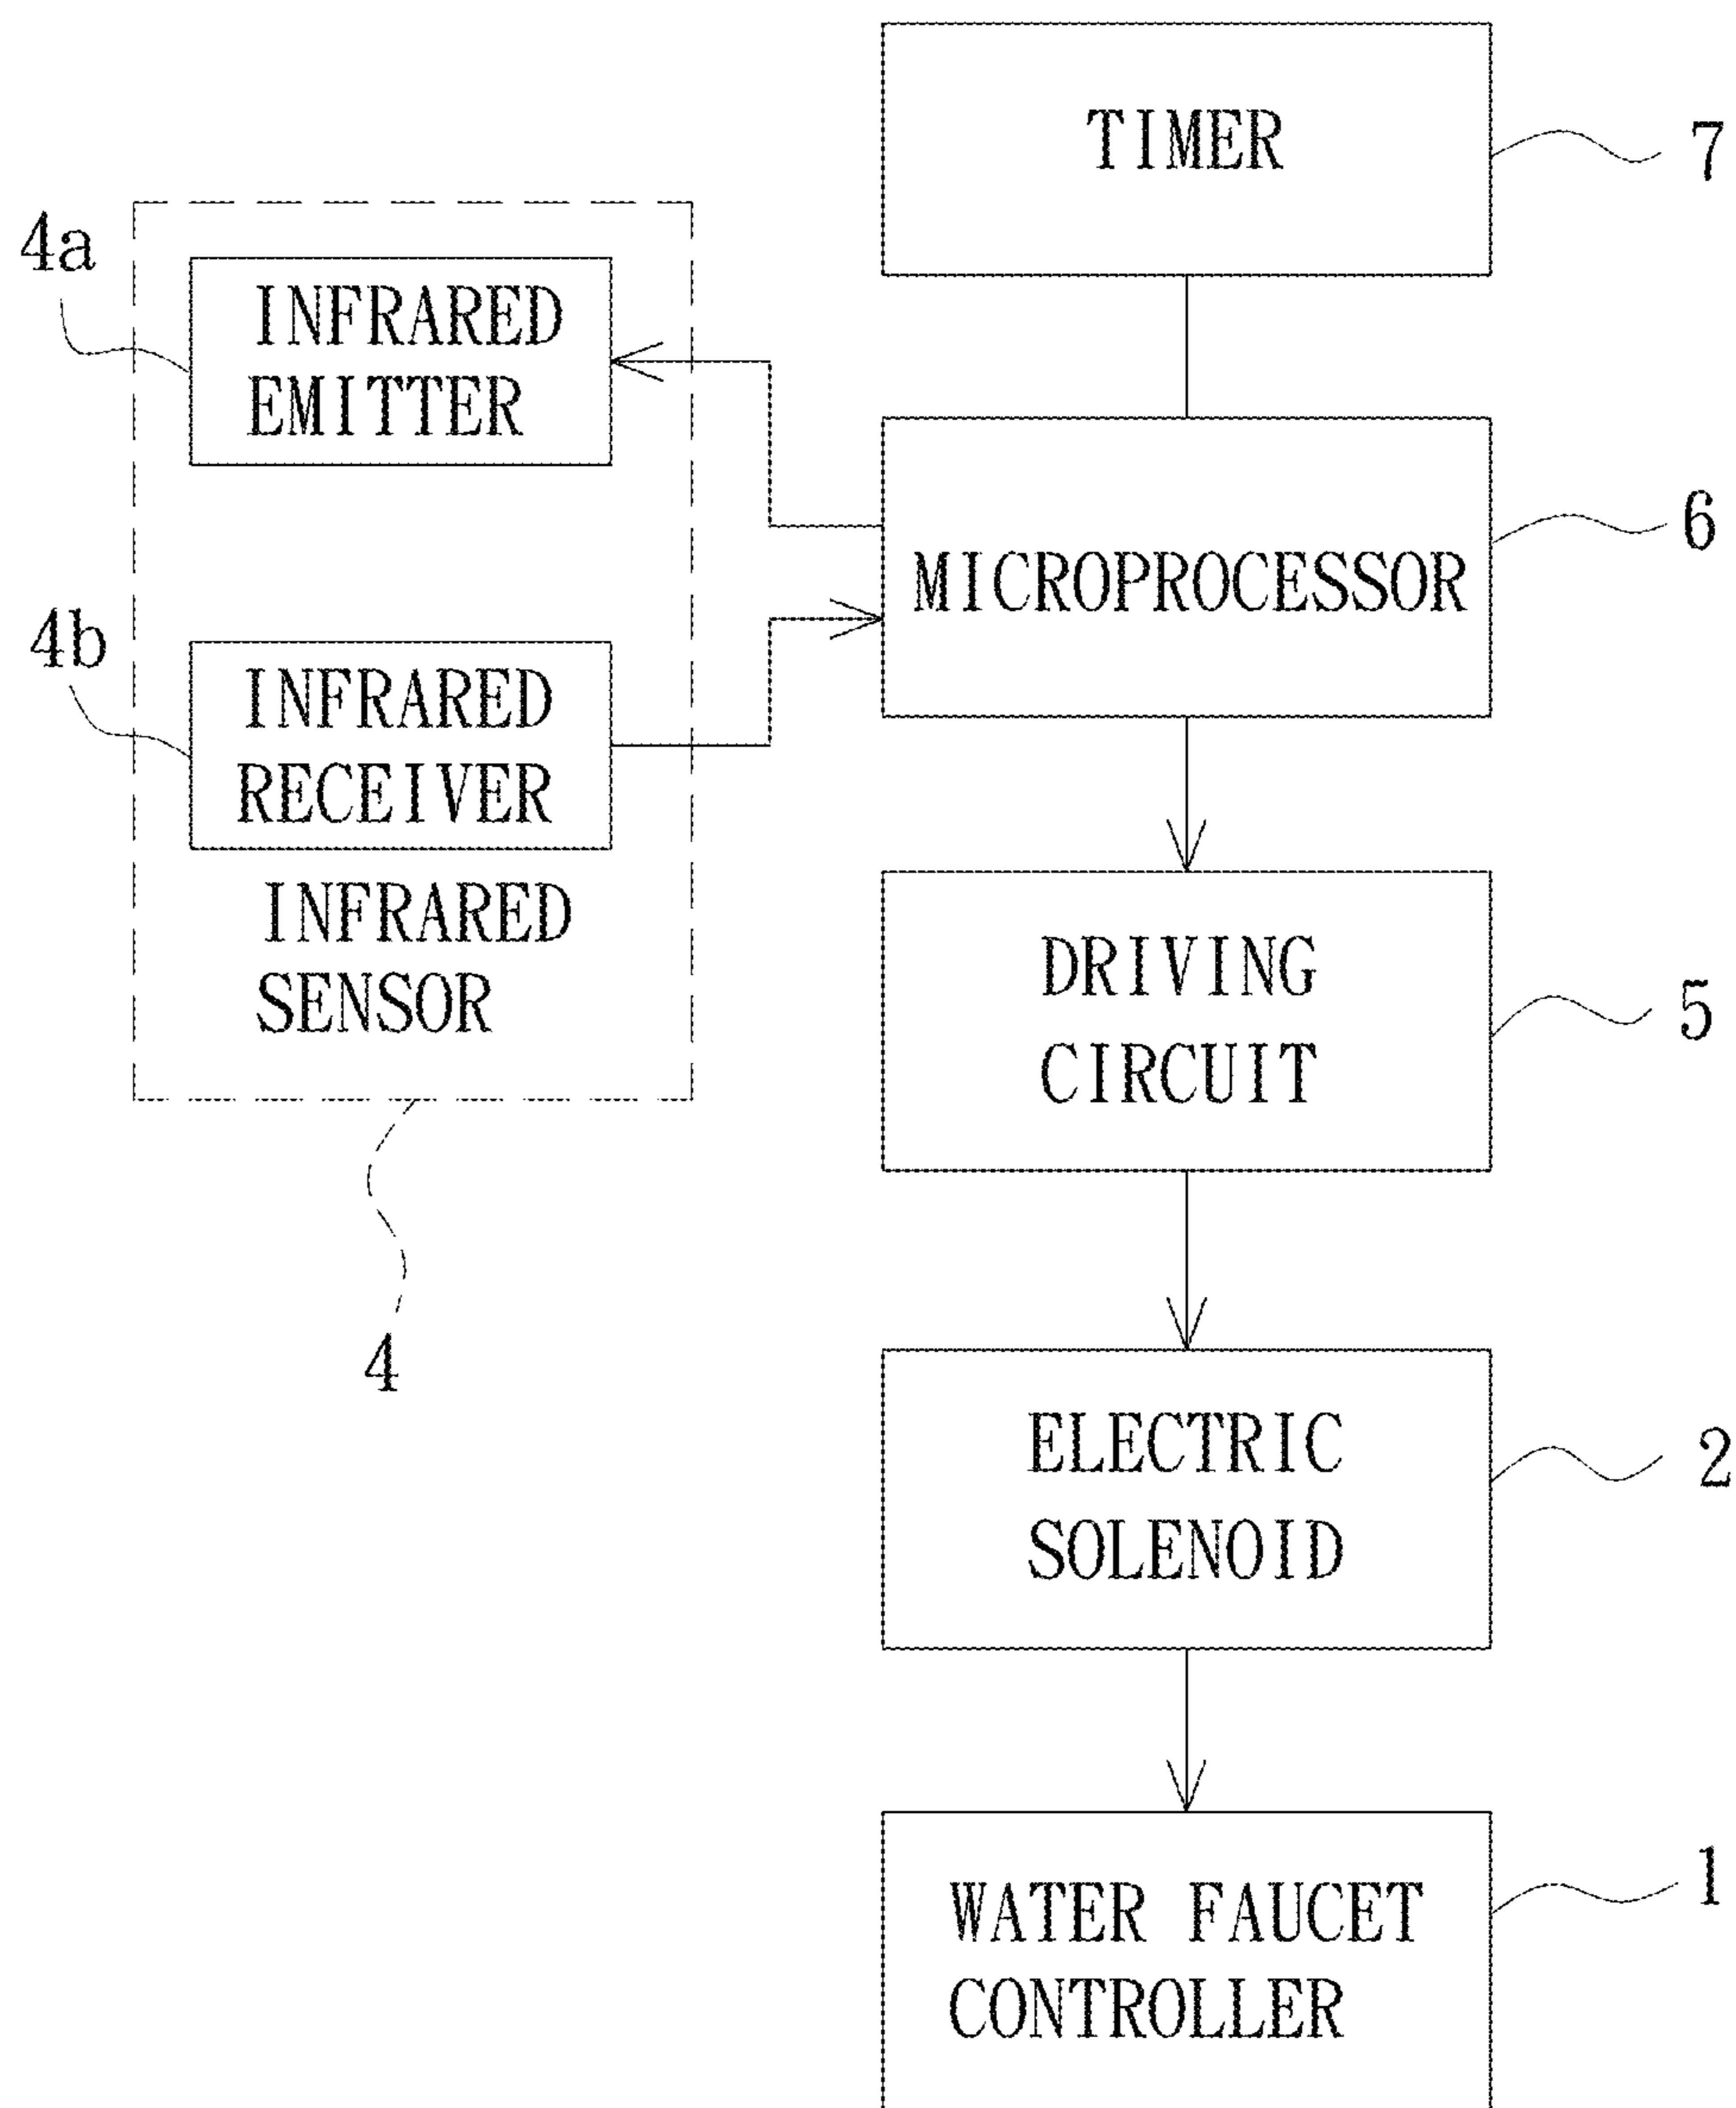 TIMER
7
4a
INFRARED
EMITTER
6
MICROPROCESSOR
4b
INFRARED
RECEIVER
INFRARED
SENSOR
DRIVING
CIRCUIT
5
4
ELECTRIC
SOLENOID
2
WATER FAUCET
CONTROLLER
1